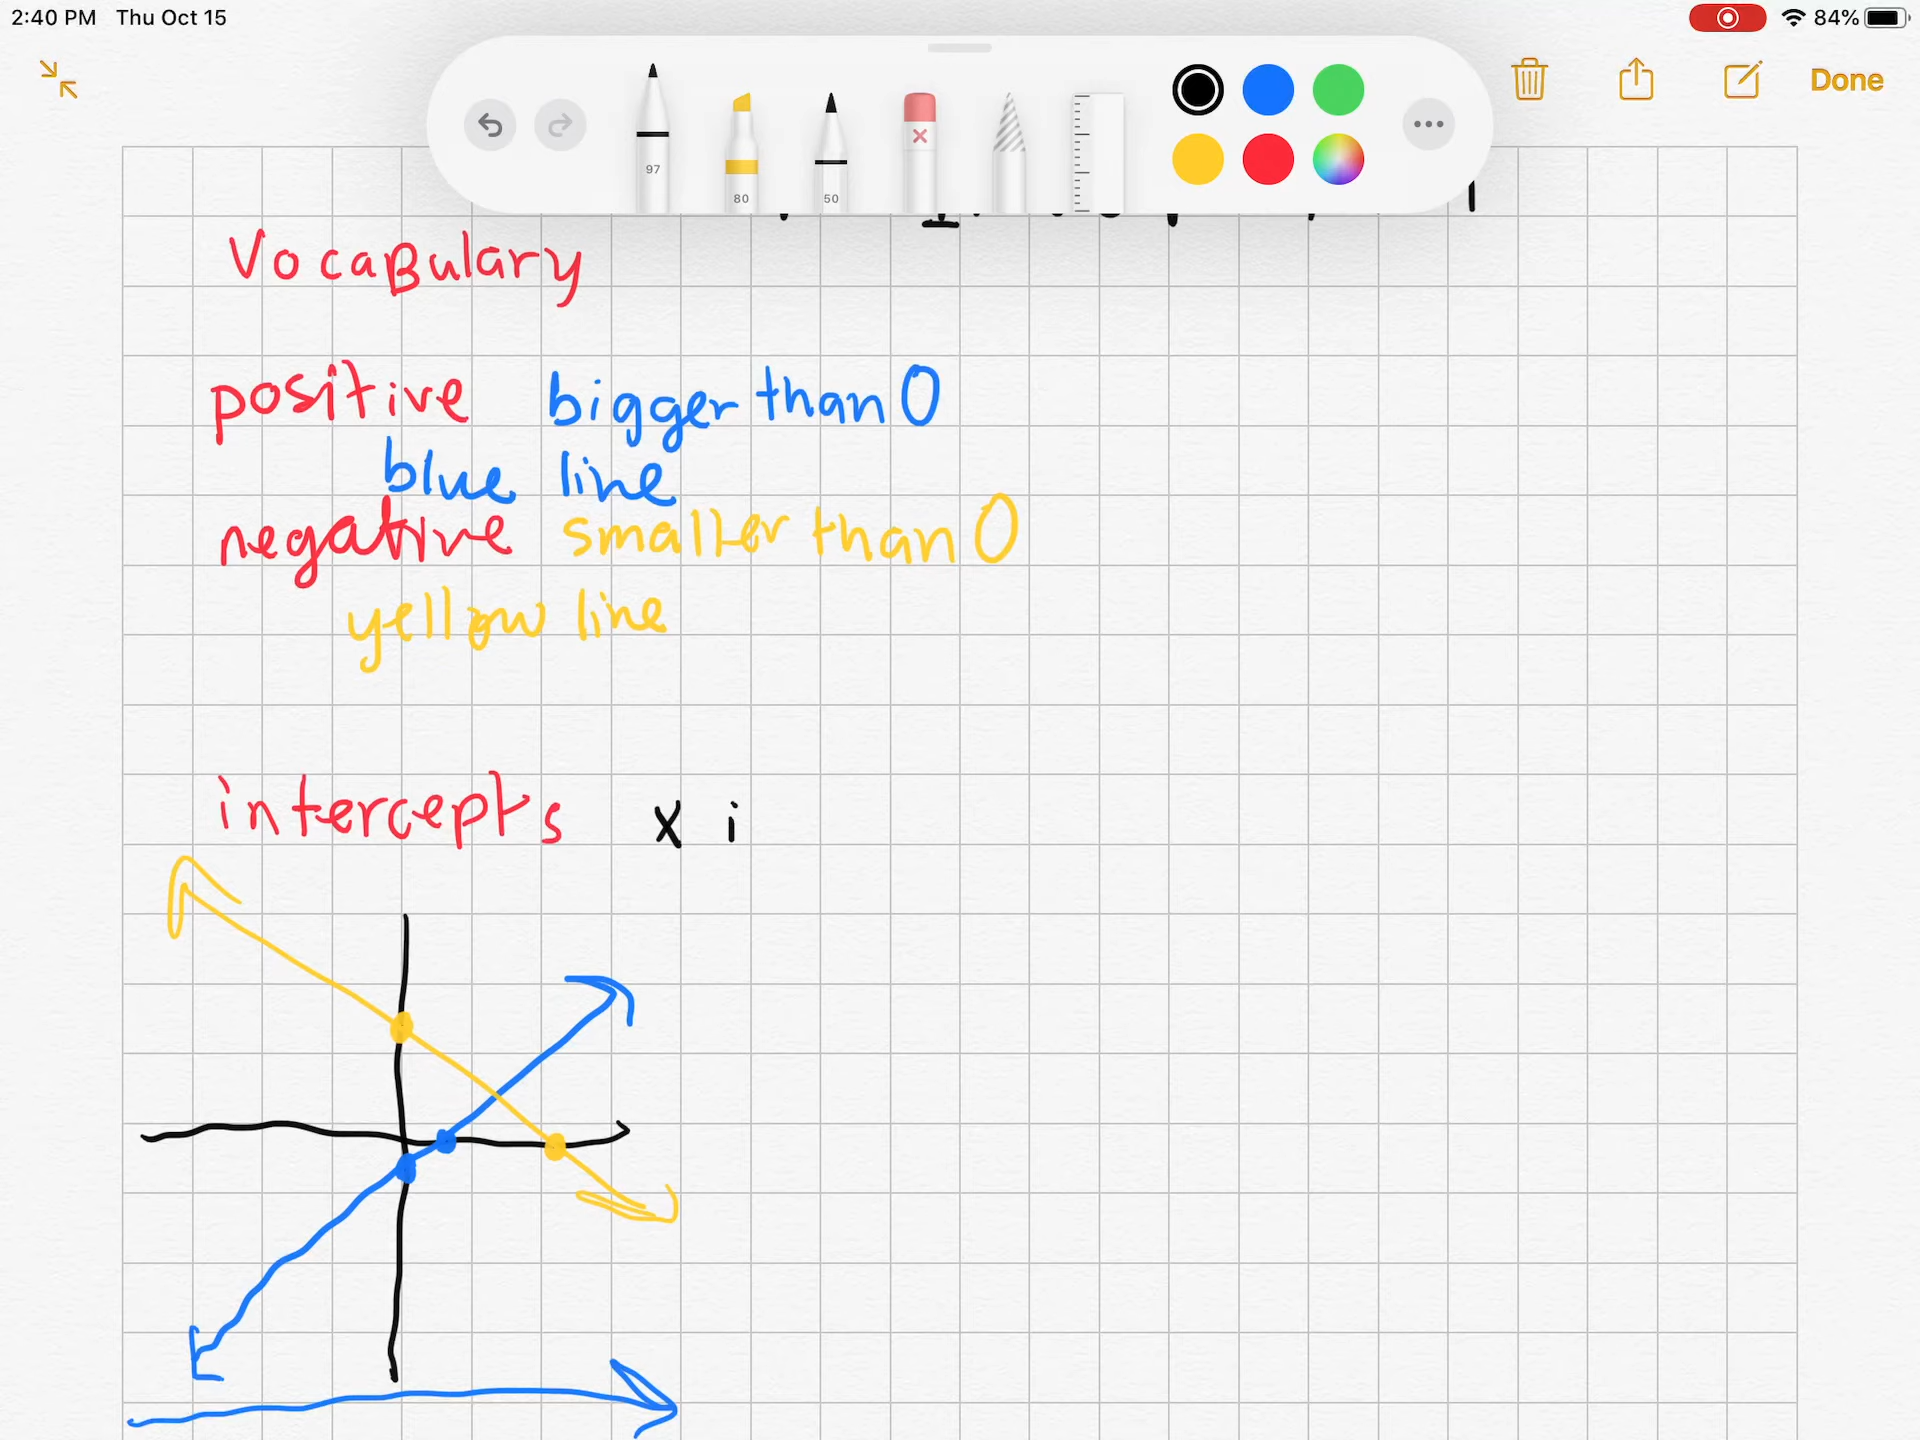 2:40 PM Thu Oct 15
84%
Done
97
80
50
VocaBulary
positive bigger than 0
blue line
negative smaller than 0
yellow line
intercepts x i